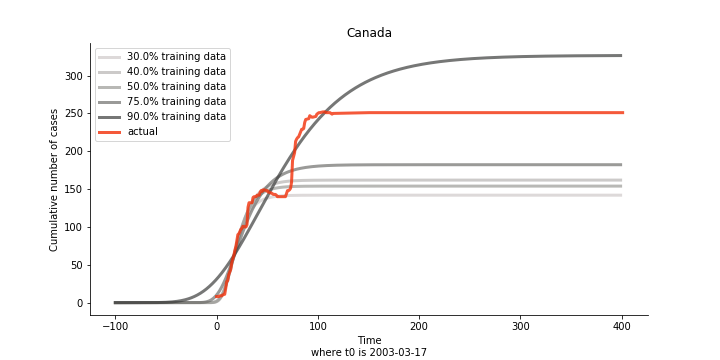 Canada
30.0% training data
40.0% training data
50.0% training data
75.0% training data
90.0% training data
actual
Cumulative number of cases
300
250
200
150
100
50
0
−100
0
100
200
300
400
Time
where t0 is 2003-03-17